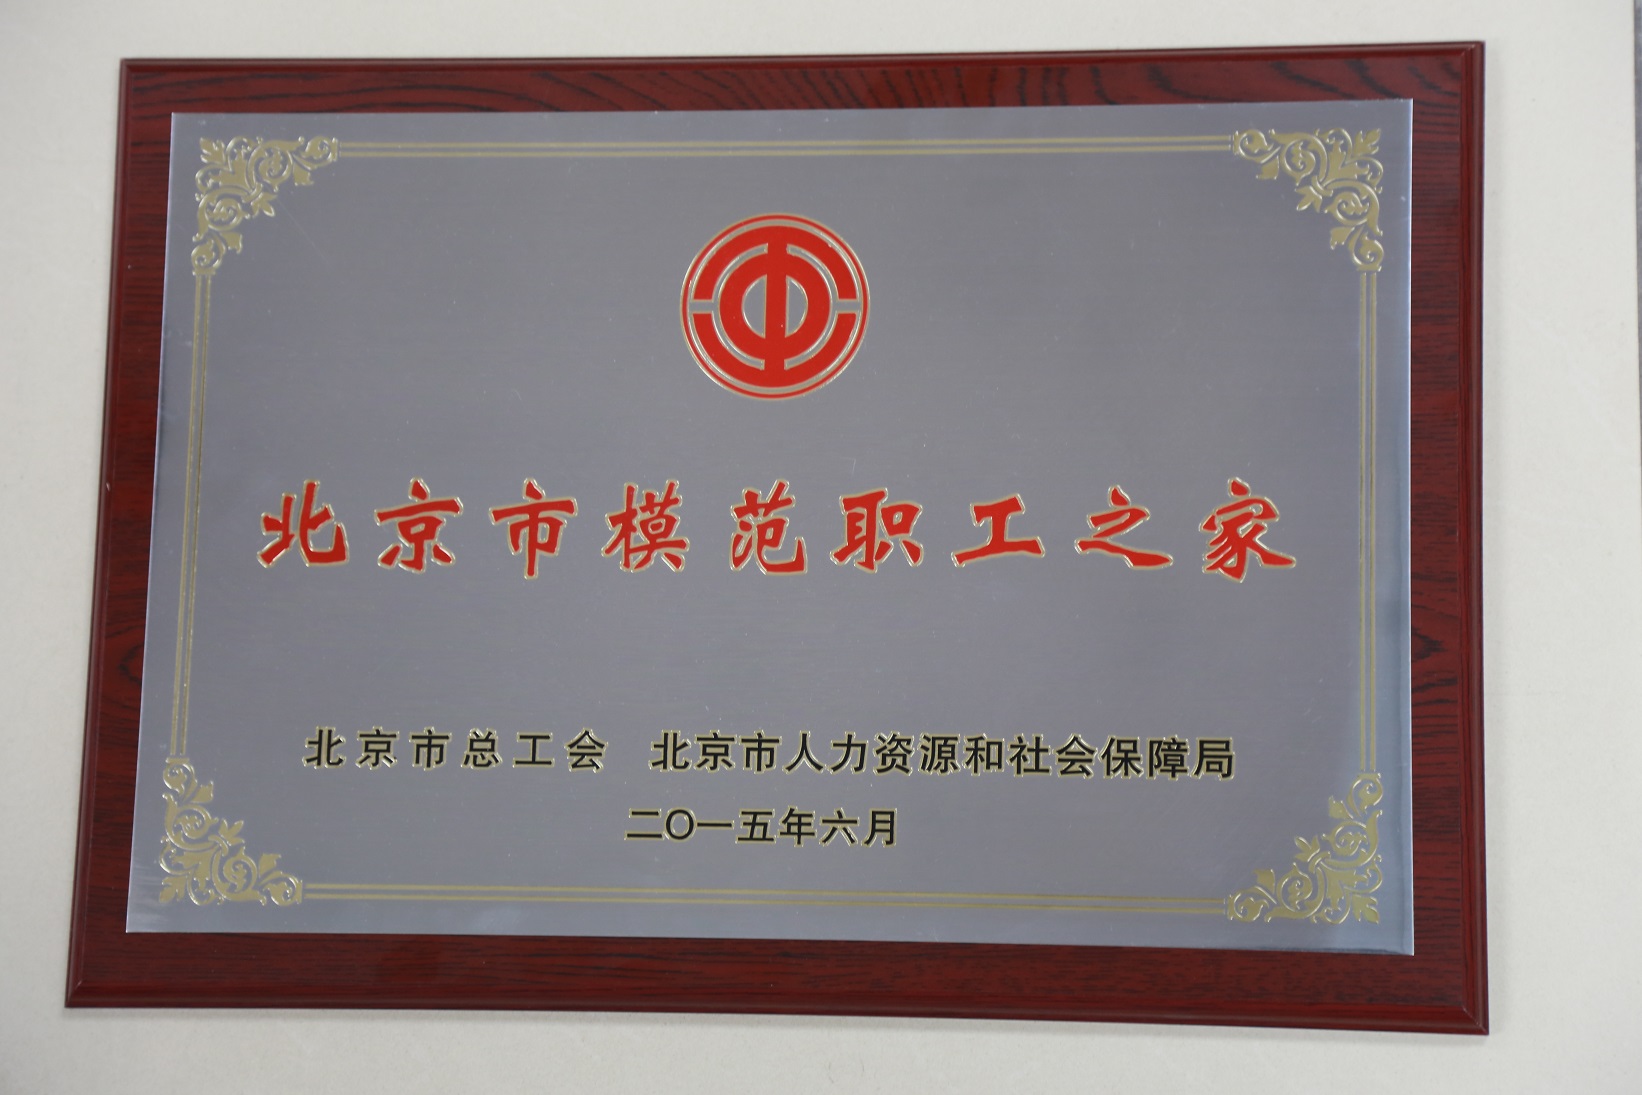 北京市模范职工之家
北京市总工会 北京市人力资源和社会保障局
二〇一五年六月